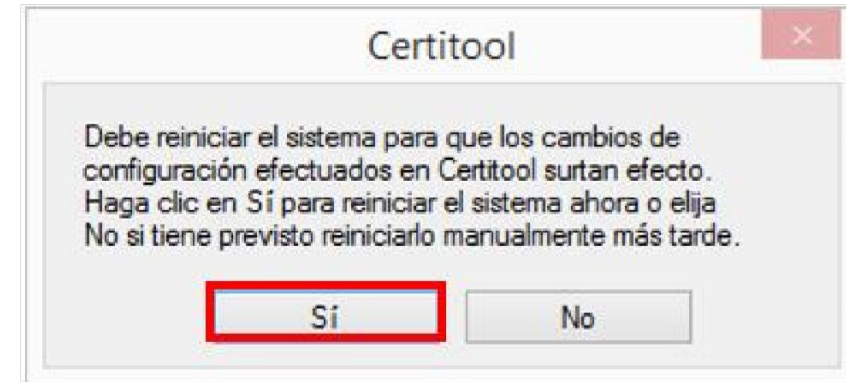 Certitool
Debe reiniciar el sistema para que los cambios de
configuración efectuados en Certitool surtan efecto.
Haga clic en Sí para reiniciar el sistema ahora o elija
No si tiene previsto reiniciarlo manualmente más tarde.
Sí
No